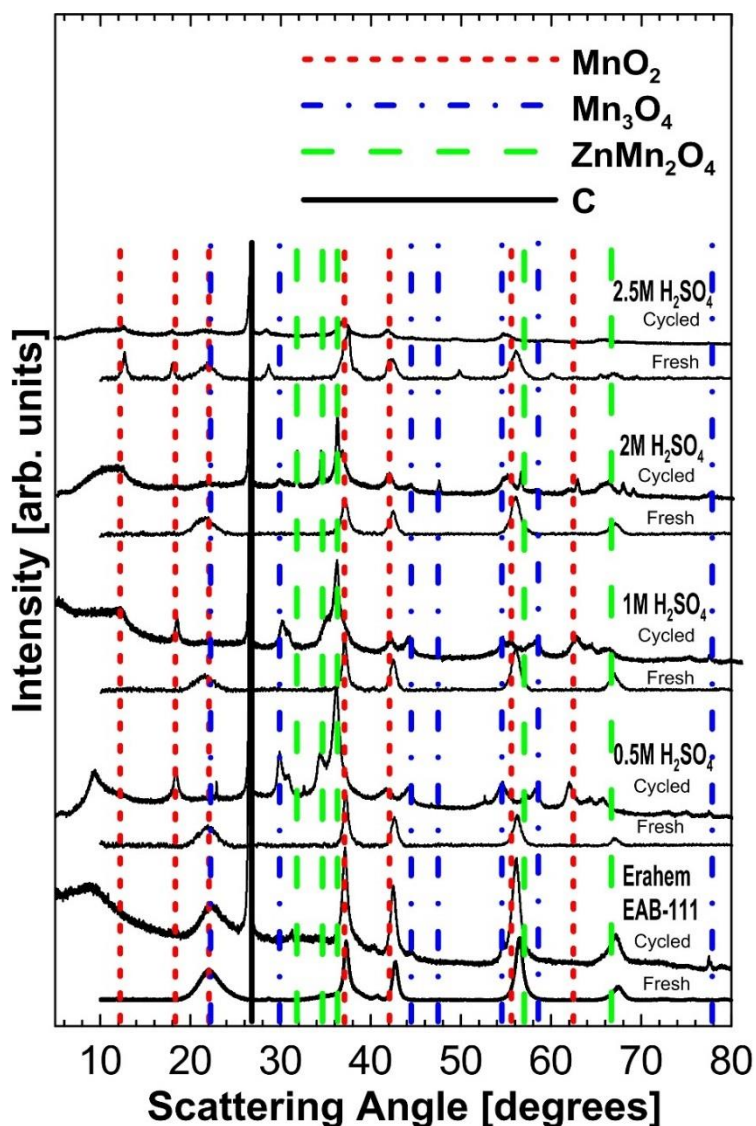 MnO₂
Mn₃O₄
ZnMn₂O₄
C
2.5M H₂SO₄
Cycled
Fresh
2M H₂SO₄
Cycled
Fresh
1M H₂SO₄
Cycled
Fresh
0.5M H₂SO₄
Cycled
Fresh
Erahem
EAB-111
Cycled
Fresh
Intensity [arb. units]
10 20 30 40 50 60 70 80
Scattering Angle [degrees]